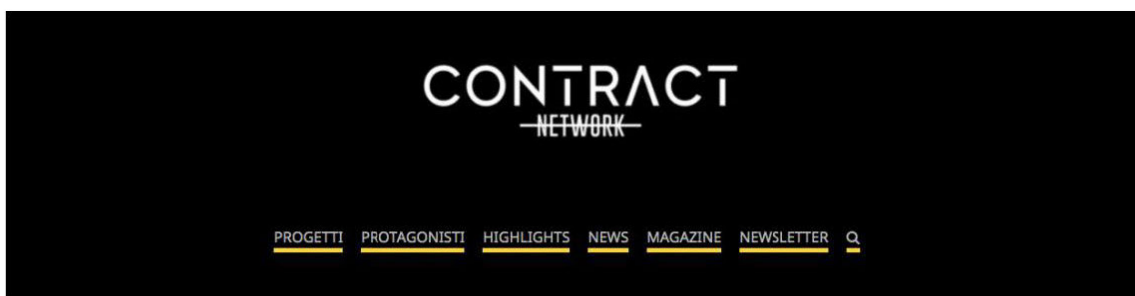 CONTRACT
NETWORK
PROGETTI PROTAGONISTI HIGHLIGHTS NEWS MAGAZINE NEWSLETTER